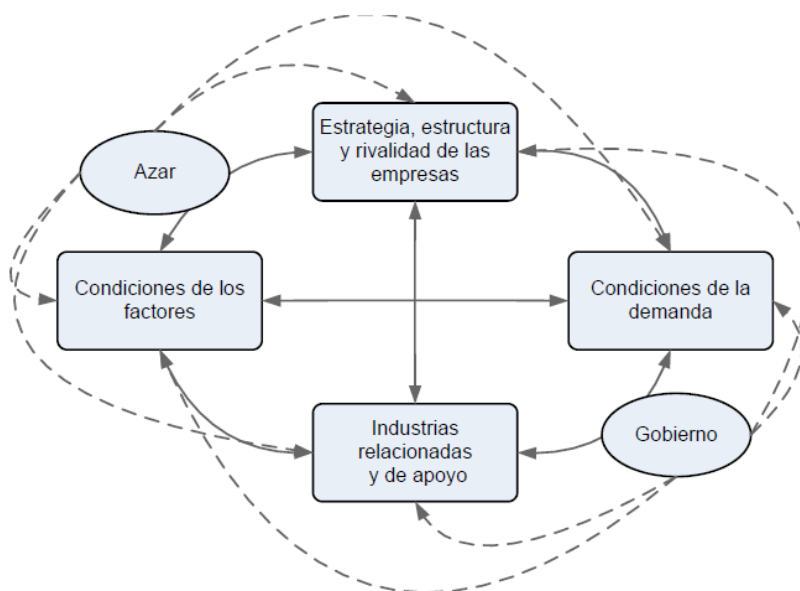 Estrategia, estructura
y rivalidad de las
empresas
Azar
Condiciones de los
factores
Condiciones de la
demanda
Industrias
relacionadas
y de apoyo
Gobierno